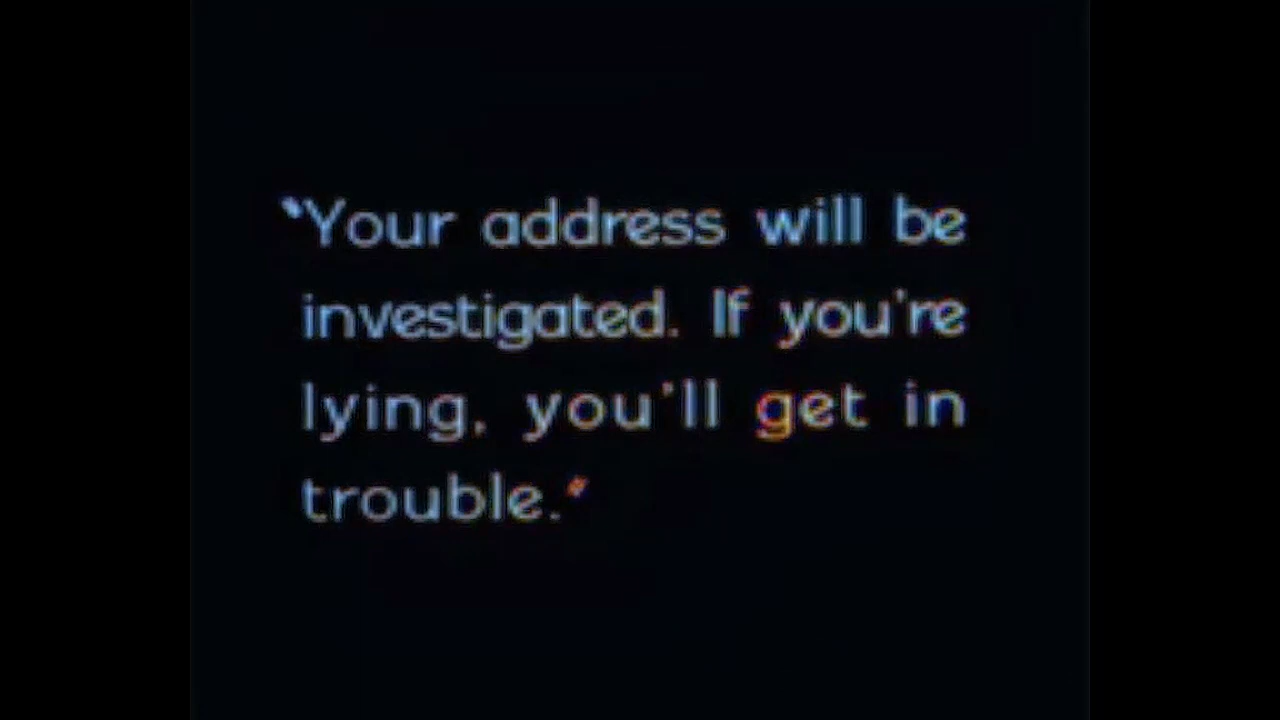 “Your address will be
investigated. If you're
lying, you'll get in
trouble.”